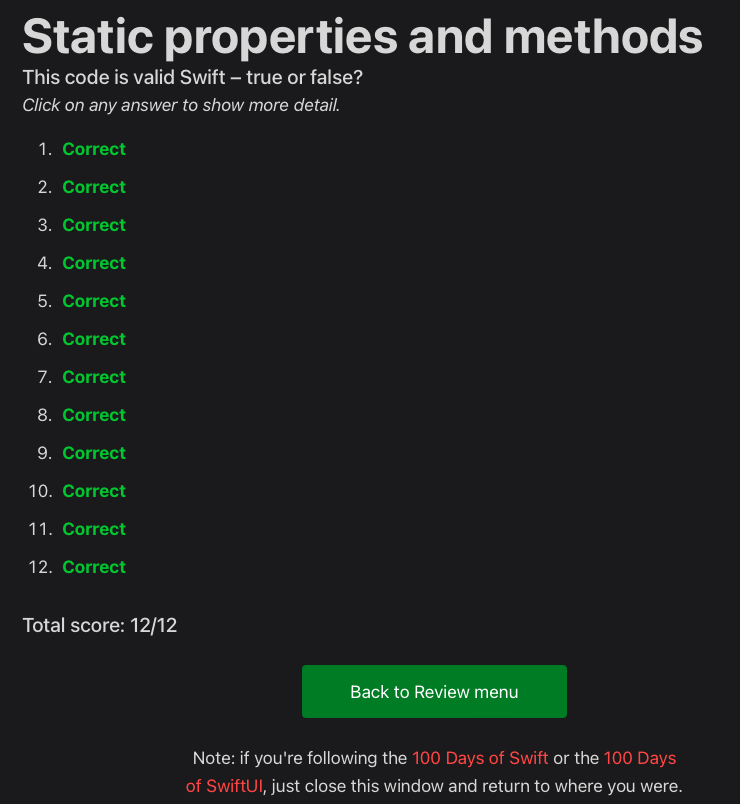 Static properties and methods
This code is valid Swift – true or false?
Click on any answer to show more detail.
1. Correct
2. Correct
3. Correct
4. Correct
5. Correct
6. Correct
7. Correct
8. Correct
9. Correct
10. Correct
11. Correct
12. Correct
Total score: 12/12
Back to Review menu
Note: if you're following the 100 Days of Swift or the 100 Days
of SwiftUI, just close this window and return to where you were.